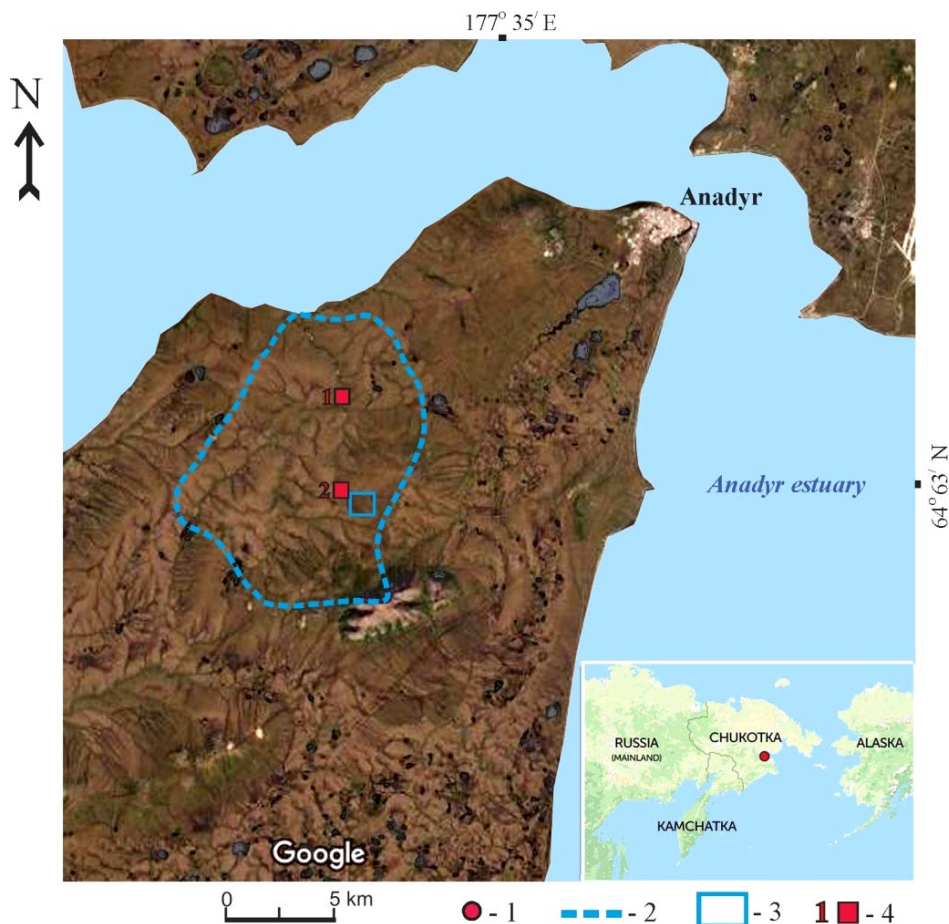 177° 35′ E
N
Anadyr
1
2
Anadyr estuary
64° 63′ N
CHUKOTKA
RUSSIA
(MAINLAND)
ALASKA
KAMCHATKA
Google
0 5 km
- 1
- 2
- 3
1 - 4